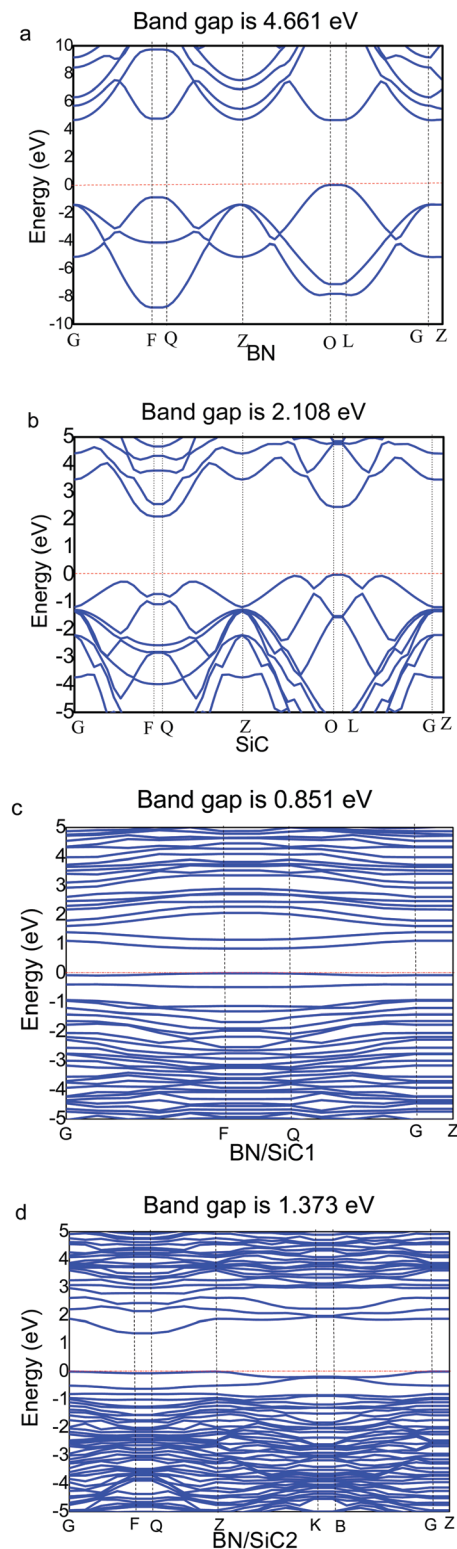 a
Band gap is 4.661 eV
Energy (eV)
10
8
6
4
2
0
-2
-4
-6
-8
-10
G F Q Z O L G Z
BN
b
Band gap is 2.108 eV
Energy (eV)
5
4
3
2
1
0
-1
-2
-3
-4
-5
G F Q Z O L G Z
SiC
c
Band gap is 0.851 eV
Energy (eV)
5
4
3
2
1
0
-1
-2
-3
-4
-5
G F Q G Z
BN/SiC1
d
Band gap is 1.373 eV
Energy (eV)
5
4
3
2
1
0
-1
-2
-3
-4
-5
G F Q Z K B G Z
BN/SiC2